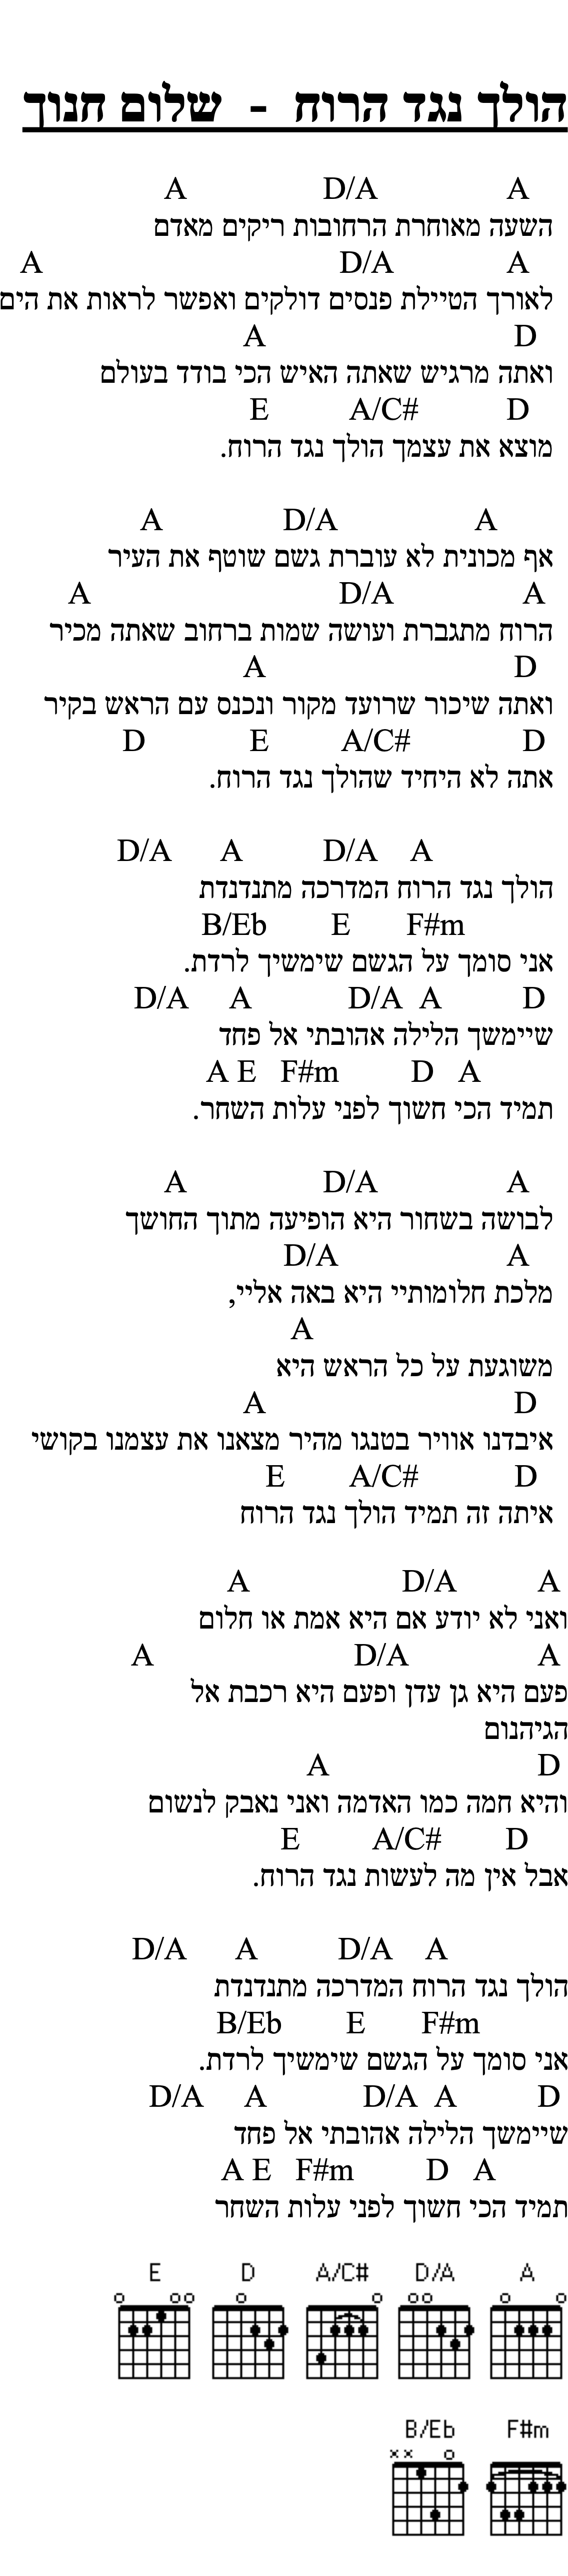 הולך נגד הרוח - שלום חנוך
A D/A A
השעה מאוחרת הרחובות ריקים מאדם
A D/A A
לאורך הטיילת פנסים דולקים ואפשר לראות את הים
A D
ואתה מרגיש שאתה האיש הכי בודד בעולם
E A/C# D
מוצא את עצמך הולך נגד הרוח.
A D/A A
אף מכונית לא עוברת גשם שוטף את העיר
A D/A A
הרוח מתגברת ועושה שמות ברחוב שאתה מכיר
A D
ואתה שיכור שרועד מקור ונכנס עם הראש בקיר
D E A/C# D
אתה לא היחיד שהולך נגד הרוח.
D/A A D/A A
הולך נגד הרוח המדרכה מתנדנדת
B/Eb E F#m
אני סומך על הגשם שימשיך לרדת.
D/A A D/A A D
שיימשך הלילה אהובתי אל פחד
A E F#m D A
תמיד הכי חשוך לפני עלות השחר.
A D/A A
לבושה בשחור היא הופיעה מתוך החושך
D/A A
מלכת חלומותיי היא באה אליי,
A
משוגעת על כל הראש היא
A D
איבדנו אוויר בטנגו מהיר מצאנו את עצמנו בקושי
E A/C# D
איתה זה תמיד הולך נגד הרוח
A D/A A
ואני לא יודע אם היא אמת או חלום
A D/A A
פעם היא גן עדן ופעם היא רכבת אל
הגיהנום
A D
והיא חמה כמו האדמה ואני נאבק לנשום
E A/C# D
אבל אין מה לעשות נגד הרוח.
D/A A D/A A
הולך נגד הרוח המדרכה מתנדנדת
B/Eb E F#m
אני סומך על הגשם שימשיך לרדת.
D/A A D/A A D
שיימשך הלילה אהובתי אל פחד
A E F#m D A
תמיד הכי חשוך לפני עלות השחר
E D A/C# D/A A
B/Eb F#m